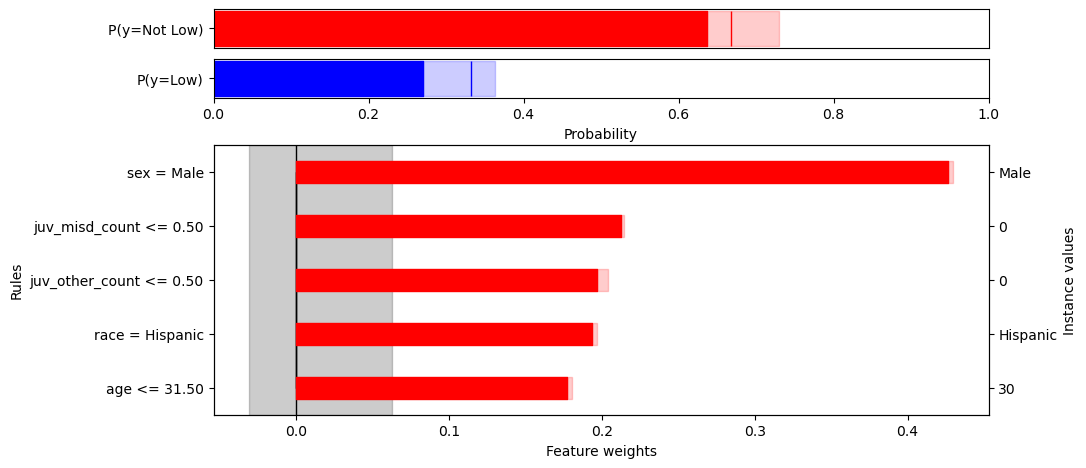 P(y=Not Low)
P(y=Low)
0.0 0.2 0.4 0.6 0.8 1.0
Probability
Rules
sex = Male
juv_misd_count <= 0.50
juv_other_count <= 0.50
race = Hispanic
age <= 31.50
Male
0
0
Hispanic
30
Instance values
0.0 0.1 0.2 0.3 0.4
Feature weights